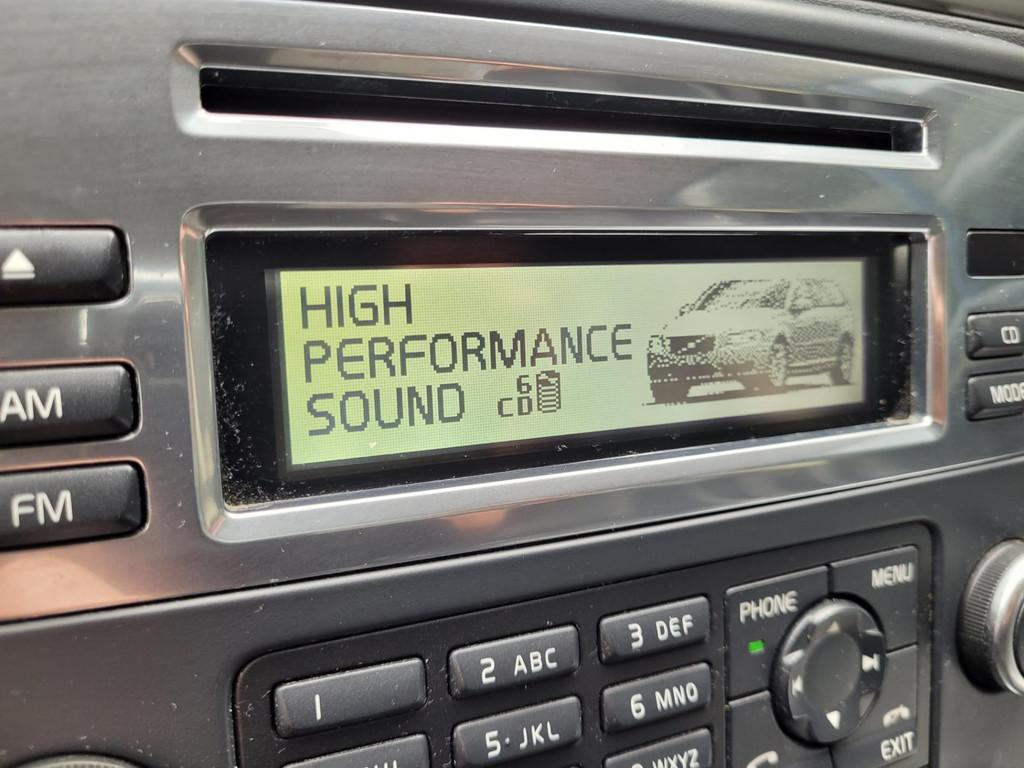 HIGH
PERFORMANCE
SOUND 6
CD
AM
FM
CD
MODE
MENU
PHONE
1
2 ABC
3 DEF
5·JKL
6 MNO
WXYZ
EXIT